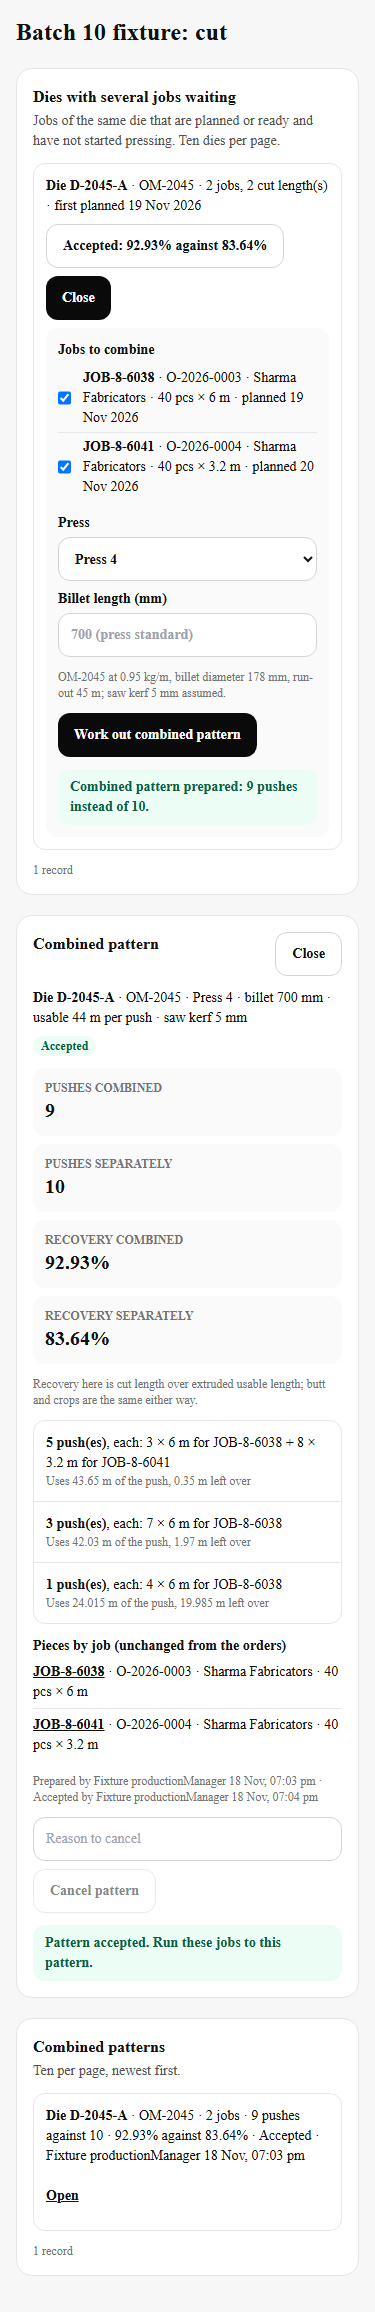 Batch 10 fixture: cut
Dies with several jobs waiting
Jobs of the same die that are planned or ready and
have not started pressing. Ten dies per page.
Die D-2045-A · OM-2045 · 2 jobs, 2 cut length(s)
· first planned 19 Nov 2026
Accepted: 92.93% against 83.64%
Close
Jobs to combine
JOB-8-6038 · O-2026-0003 · Sharma
Fabricators · 40 pcs × 6 m · planned 19
Nov 2026
JOB-8-6041 · O-2026-0004 · Sharma
Fabricators · 40 pcs × 3.2 m · planned 20
Nov 2026
Press
Press 4
Billet length (mm)
700 (press standard)
OM-2045 at 0.95 kg/m, billet diameter 178 mm, run-
out 45 m; saw kerf 5 mm assumed.
Work out combined pattern
Combined pattern prepared: 9 pushes
instead of 10.
1 record
Combined pattern
Close
Die D-2045-A · OM-2045 · Press 4 · billet 700 mm ·
usable 44 m per push · saw kerf 5 mm
Accepted
PUSHES COMBINED
9
PUSHES SEPARATELY
10
RECOVERY COMBINED
92.93%
RECOVERY SEPARATELY
83.64%
Recovery here is cut length over extruded usable length; butt
and crops are the same either way.
5 push(es), each: 3 × 6 m for JOB-8-6038 + 8 ×
3.2 m for JOB-8-6041
Uses 43.65 m of the push, 0.35 m left over
3 push(es), each: 7 × 6 m for JOB-8-6038
Uses 42.03 m of the push, 1.97 m left over
1 push(es), each: 4 × 6 m for JOB-8-6038
Uses 24.015 m of the push, 19.985 m left over
Pieces by job (unchanged from the orders)
JOB-8-6038 · O-2026-0003 · Sharma Fabricators · 40
pcs × 6 m
JOB-8-6041 · O-2026-0004 · Sharma Fabricators · 40
pcs × 3.2 m
Prepared by Fixture productionManager 18 Nov, 07:03 pm ·
Accepted by Fixture productionManager 18 Nov, 07:04 pm
Reason to cancel
Cancel pattern
Pattern accepted. Run these jobs to this
pattern.
Combined patterns
Ten per page, newest first.
Die D-2045-A · OM-2045 · 2 jobs · 9 pushes
against 10 · 92.93% against 83.64% · Accepted ·
Fixture productionManager 18 Nov, 07:03 pm
Open
1 record